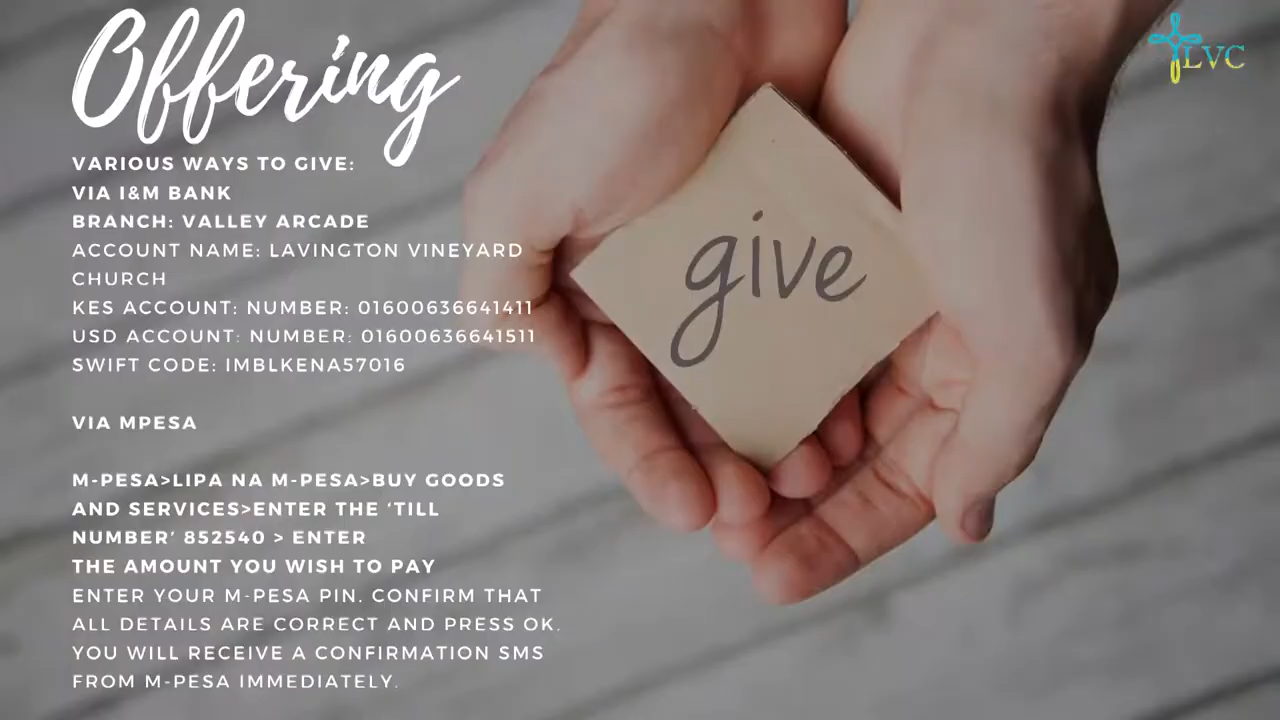 Offering
LVC
VARIOUS WAYS TO GIVE:
VIA I&M BANK
BRANCH: VALLEY ARCADE
ACCOUNT NAME: LAVINGTON VINEYARD
CHURCH
KES ACCOUNT: NUMBER: 01600636641411
USD ACCOUNT: NUMBER: 01600636641511
SWIFT CODE: IMBLKENA57016
give
VIA MPESA
M-PESA>LIPA NA M-PESA>BUY GOODS
AND SERVICES>ENTER THE ‘TILL
NUMBER’ 852540 > ENTER
THE AMOUNT YOU WISH TO PAY
ENTER YOUR M-PESA PIN. CONFIRM THAT
ALL DETAILS ARE CORRECT AND PRESS OK.
YOU WILL RECEIVE A CONFIRMATION SMS
FROM M-PESA IMMEDIATELY.